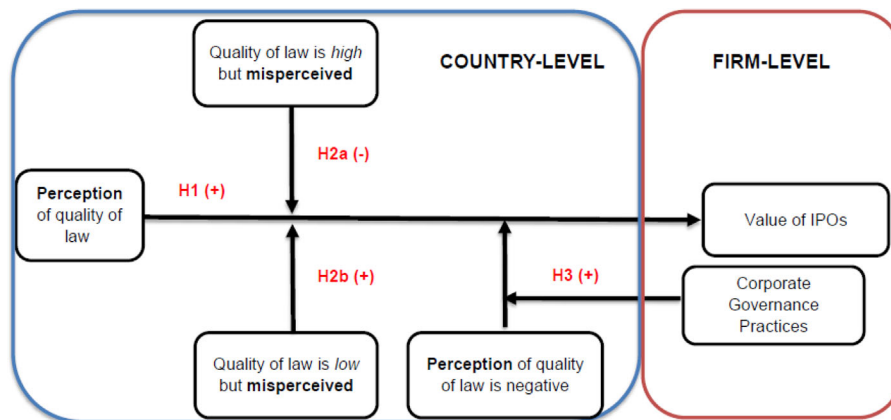 Quality of law is high
but misperceived
COUNTRY-LEVEL
FIRM-LEVEL
H2a (-)
H1 (+)
Perception
of quality of
law
Value of IPOs
H2b (+)
H3 (+)
Corporate
Governance
Practices
Quality of law is low
but misperceived
Perception of quality
of law is negative